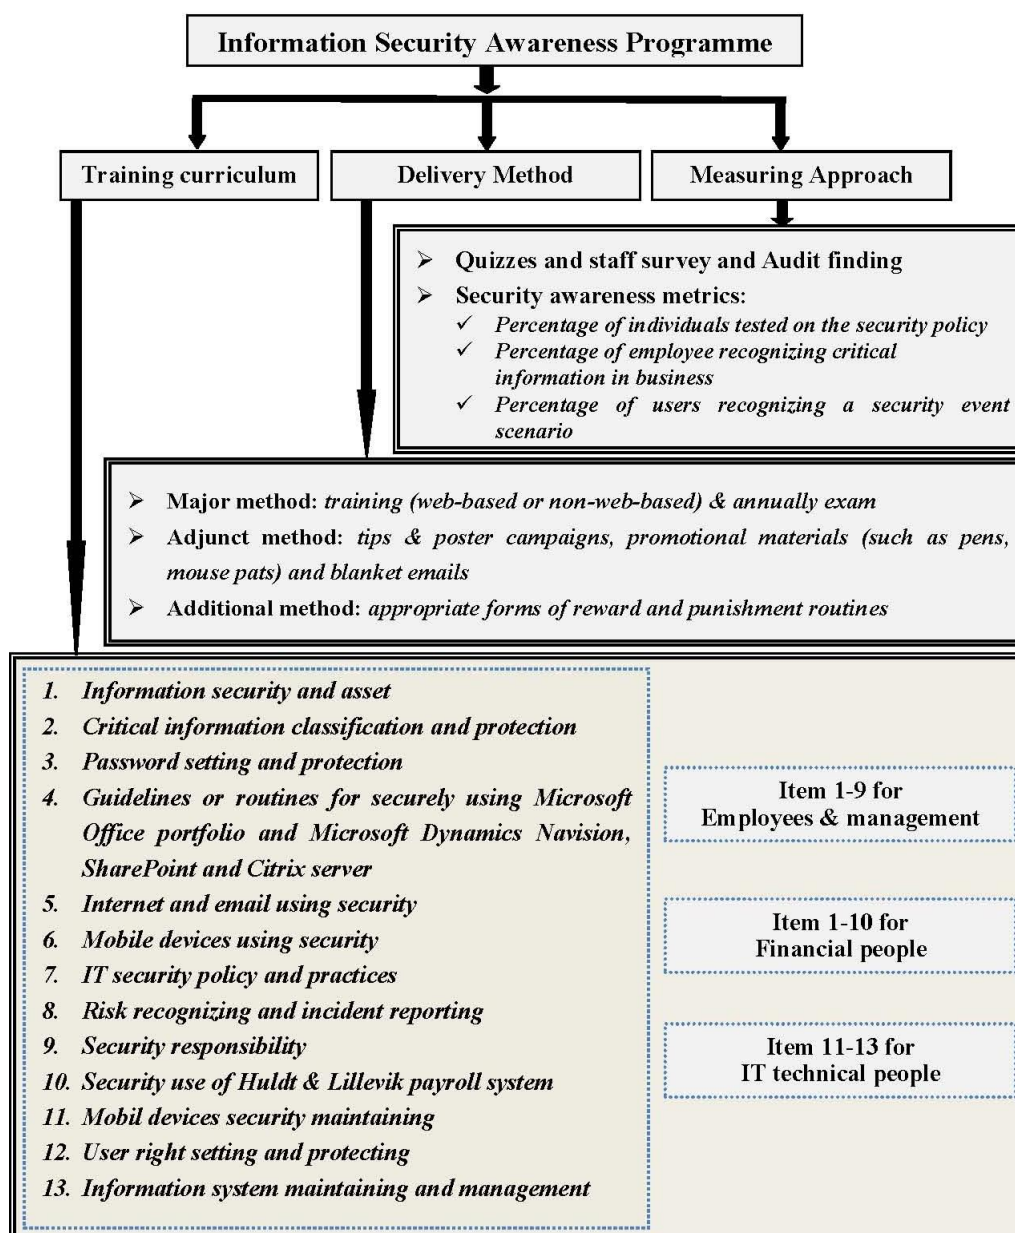 Information Security Awareness Programme
Training curriculum
Delivery Method
Measuring Approach
➤ Quizzes and staff survey and Audit finding
➤ Security awareness metrics:
✓ Percentage of individuals tested on the security policy
✓ Percentage of employee recognizing critical
information in business
✓ Percentage of users recognizing a security event
scenario
➤ Major method: training (web-based or non-web-based) & annually exam
➤ Adjunct method: tips & poster campaigns, promotional materials (such as pens,
mouse pats) and blanket emails
➤ Additional method: appropriate forms of reward and punishment routines
1. Information security and asset
2. Critical information classification and protection
3. Password setting and protection
4. Guidelines or routines for securely using Microsoft
Office portfolio and Microsoft Dynamics Navision,
SharePoint and Citrix server
5. Internet and email using security
6. Mobile devices using security
7. IT security policy and practices
8. Risk recognizing and incident reporting
9. Security responsibility
10. Security use of Huldt & Lillevik payroll system
11. Mobil devices security maintaining
12. User right setting and protecting
13. Information system maintaining and management
Item 1-9 for
Employees & management
Item 1-10 for
Financial people
Item 11-13 for
IT technical people